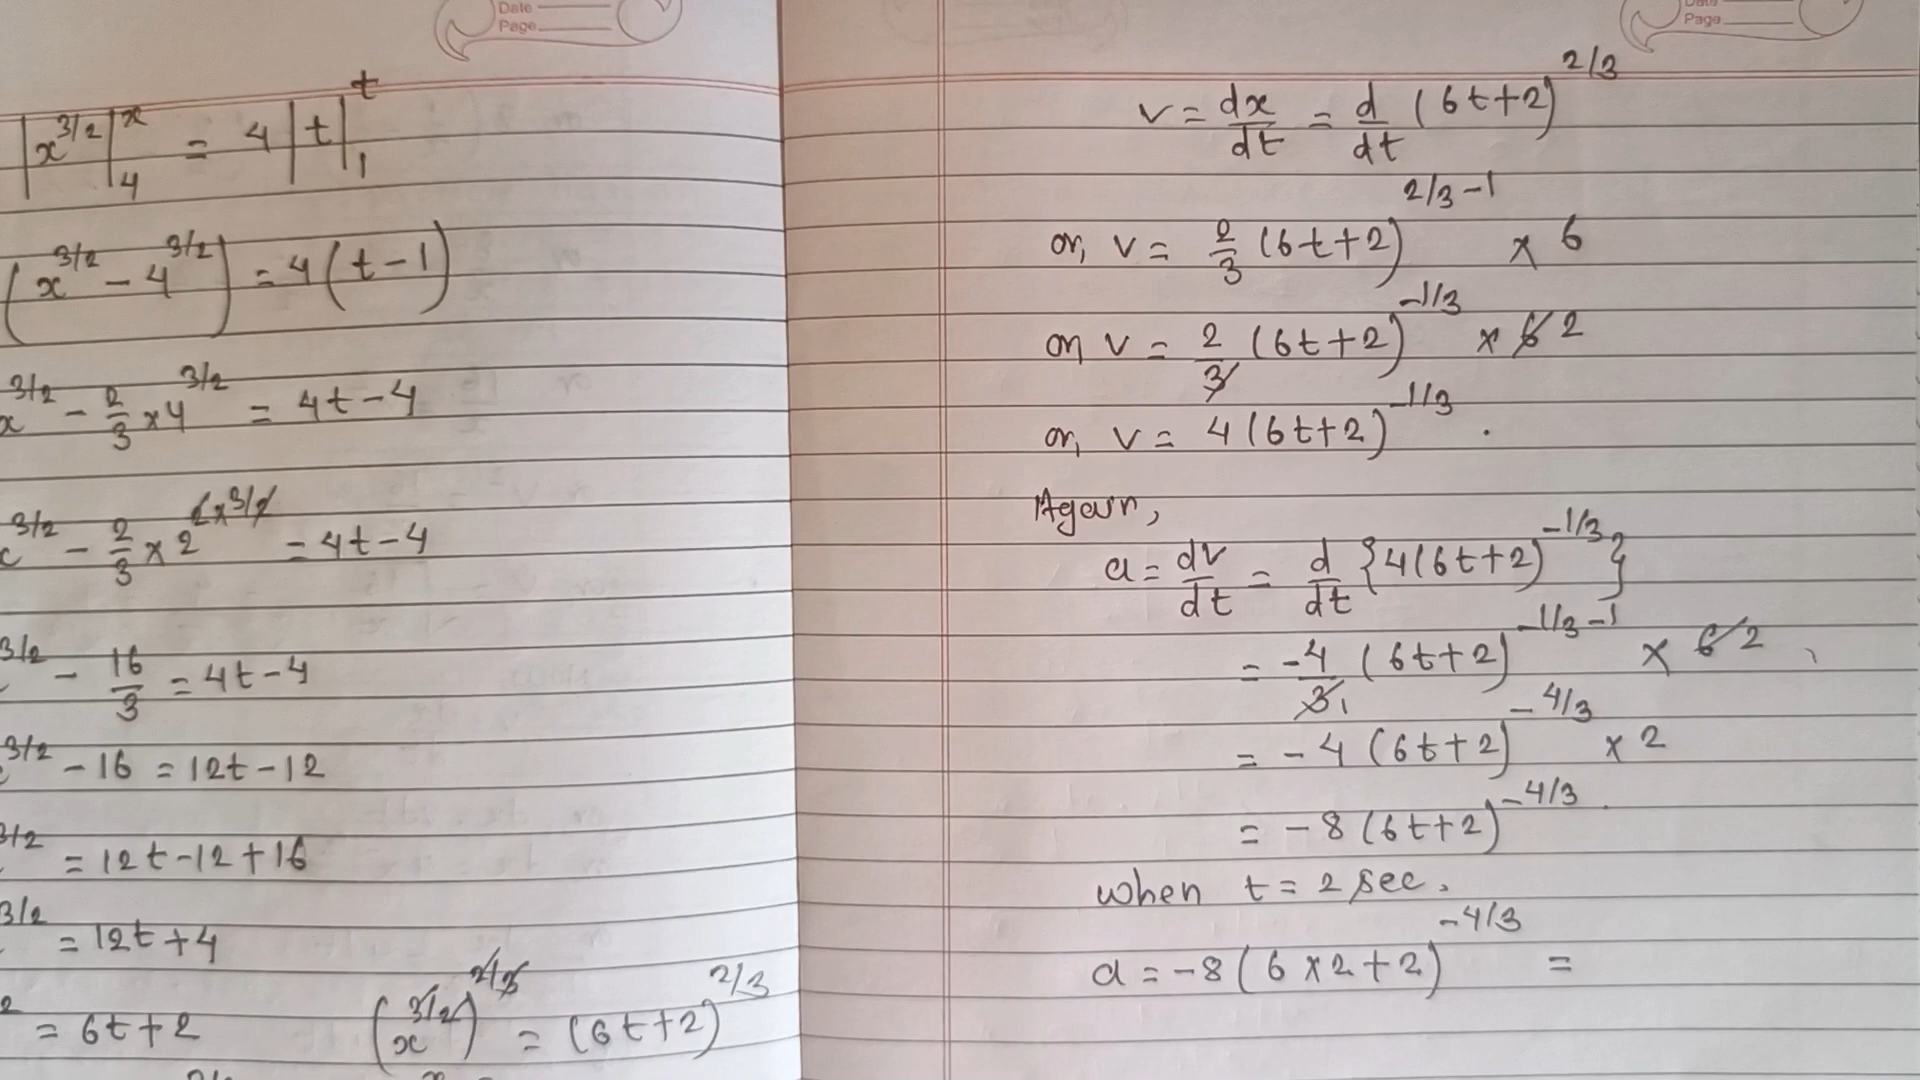 Date
Page
|x^3/2|^x_4 = 4|t|^t_1
(x^3/2 - 4^3/2) = 4(t-1)
x^3/2 - 2/3 × 4^3/2 = 4t-4
x^3/2 - 2/3 × 2^2×3/2 = 4t-4
3/2 - 16/3 = 4t-4
3/2 - 16 = 12t-12
3/2 = 12t-12+16
3/2 = 12t+4
2 = 6t+2 (x^3/2)^2/3 = (6t+2)^2/3
Date
Page
v = dx/dt = d/dt (6t+2)^2/3
or, v = 2/3 (6t+2)^2/3-1 × 6
or v = 2/3 (6t+2)^-1/3 × 6 2
or, v = 4(6t+2)^-1/3 .
Again,
a = dv/dt = d/dt {4(6t+2)^-1/3}
= -4/3 1 (6t+2)^-1/3-1 × 6 2 ,
= -4 (6t+2)^-4/3 × 2
= -8 (6t+2)^-4/3 .
when t = 2 sec,
a = -8(6×2+2)^-4/3 =